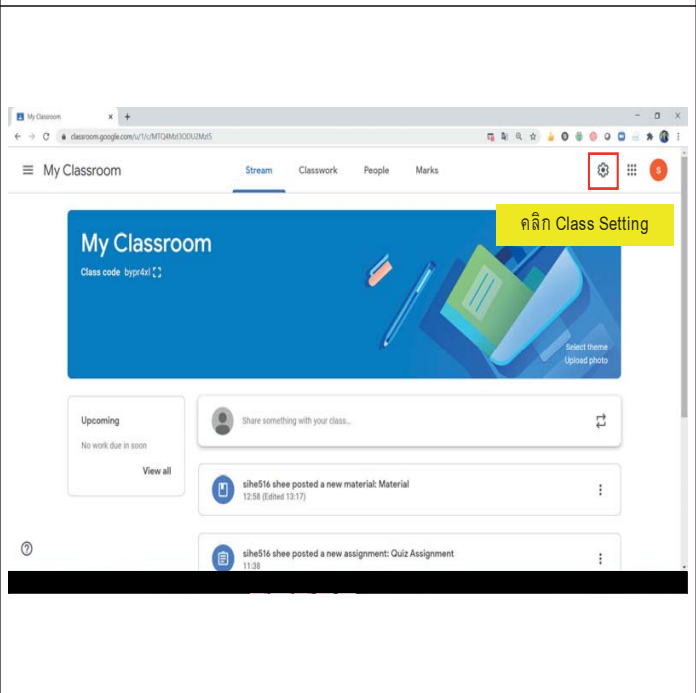 My Classroom
classroom.google.com/u/1/c/MTQ4MzI3ODU2MzI5
My Classroom
Stream Classwork People Marks
s
คลิก Class Setting
My Classroom
Class code bypr4xl
Select theme
Upload photo
Upcoming
No work due in soon
View all
Share something with your class...
sihe516 shee posted a new material: Material
12:58 (Edited 13:17)
sihe516 shee posted a new assignment: Quiz Assignment
11:38